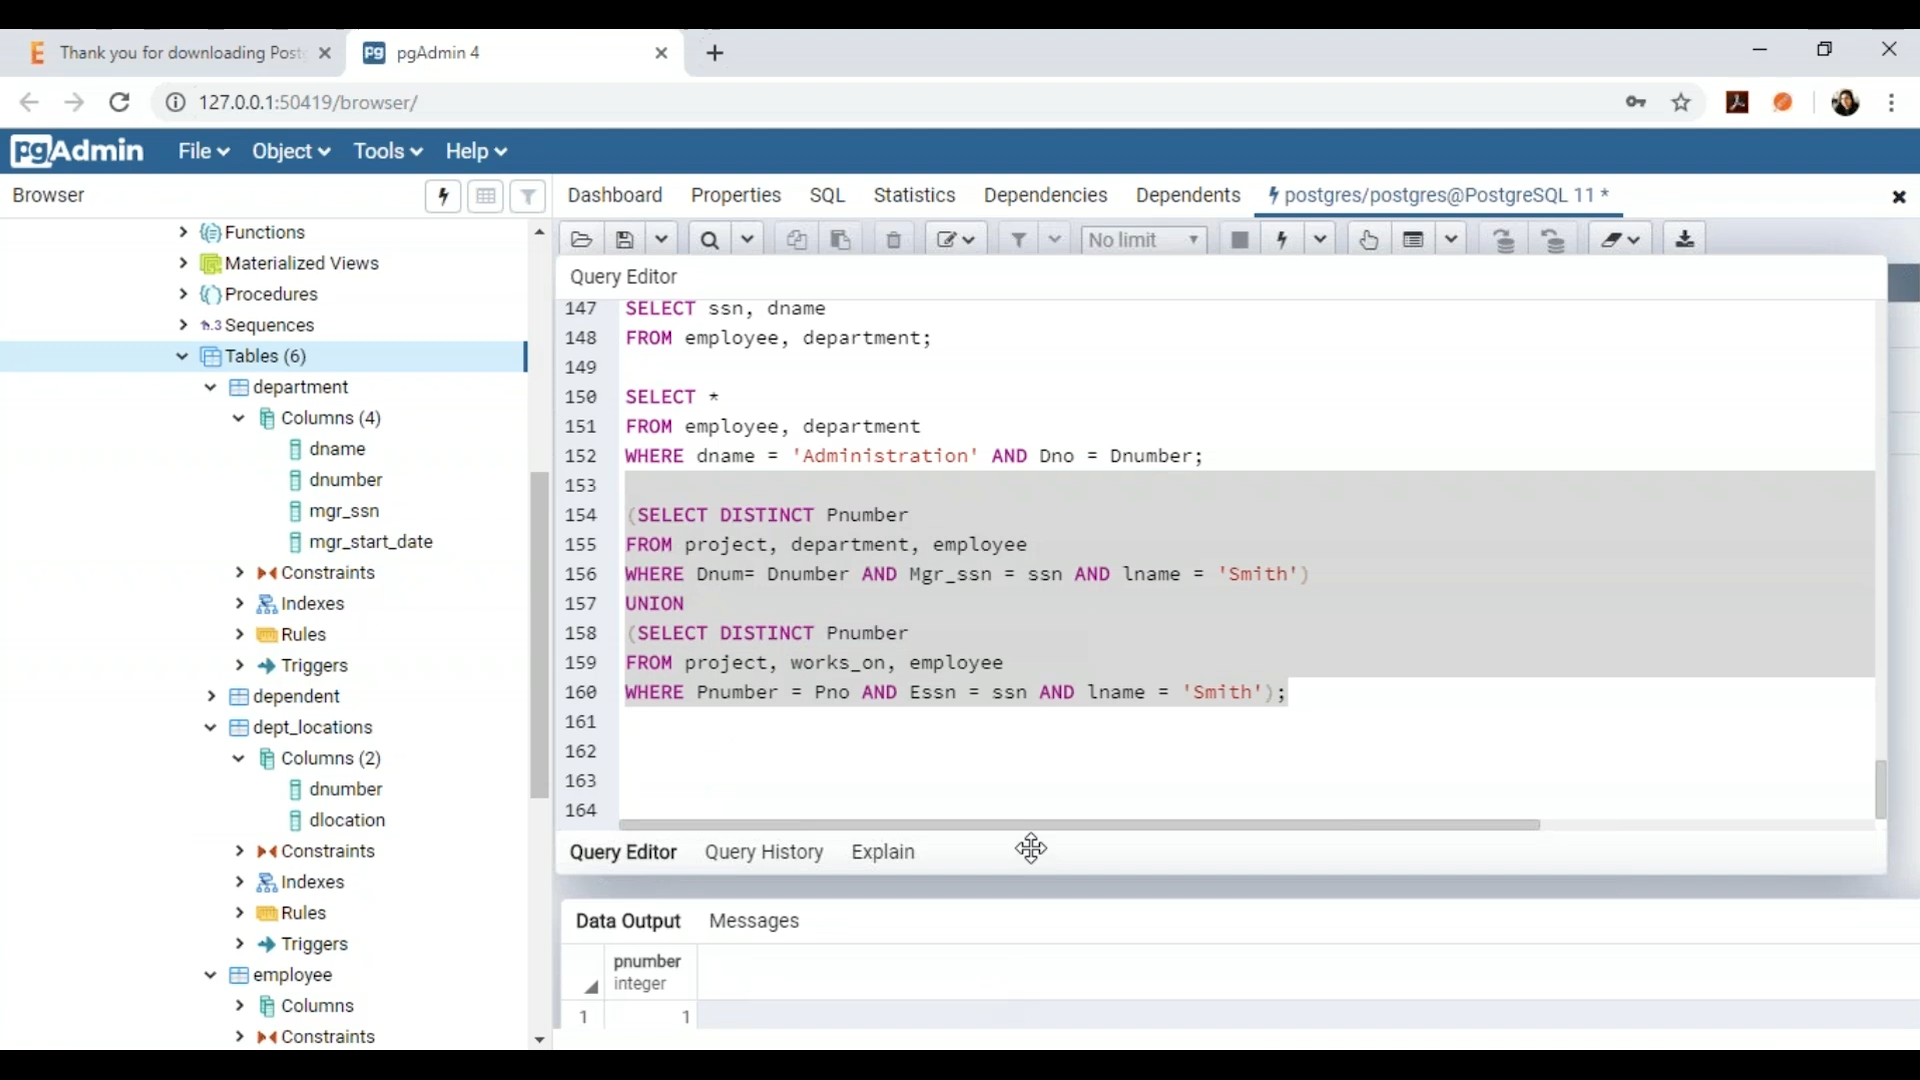 Thank you for downloading Post
pgAdmin 4
127.0.0.1:50419/browser/
pgAdmin
File
Object
Tools
Help
Browser
Dashboard
Properties
SQL
Statistics
Dependencies
Dependents
postgres/postgres@PostgreSQL 11 *
No limit
Functions
Materialized Views
Procedures
1..3 Sequences
Tables (6)
department
Columns (4)
dname
dnumber
mgr_ssn
mgr_start_date
Constraints
Indexes
Rules
Triggers
dependent
dept_locations
Columns (2)
dnumber
dlocation
Constraints
Indexes
Rules
Triggers
employee
Columns
Constraints
Query Editor
147 SELECT ssn, dname
148 FROM employee, department;
149
150 SELECT *
151 FROM employee, department
152 WHERE dname = 'Administration' AND Dno = Dnumber;
153
154 (SELECT DISTINCT Pnumber
155 FROM project, department, employee
156 WHERE Dnum= Dnumber AND Mgr_ssn = ssn AND lname = 'Smith')
157 UNION
158 (SELECT DISTINCT Pnumber
159 FROM project, works_on, employee
160 WHERE Pnumber = Pno AND Essn = ssn AND lname = 'Smith');
161
162
163
164
Query Editor
Query History
Explain
Data Output
Messages
pnumber
integer
1 1